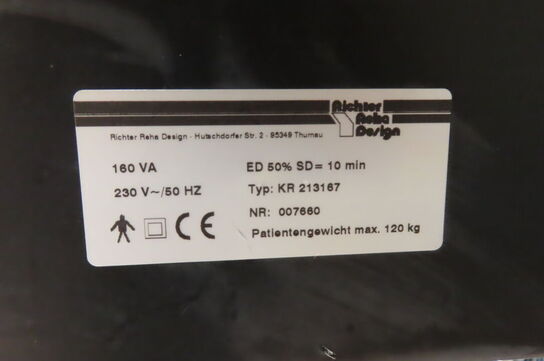 Richter
Reha
Design
Richter Reha Design - Hutschdorfer Str. 2 - 95349 Thurnau
160 VA
ED 50% SD= 10 min
230 V~/50 HZ
Typ: KR 213167
NR: 007660
CE
Patientengewicht max. 120 kg